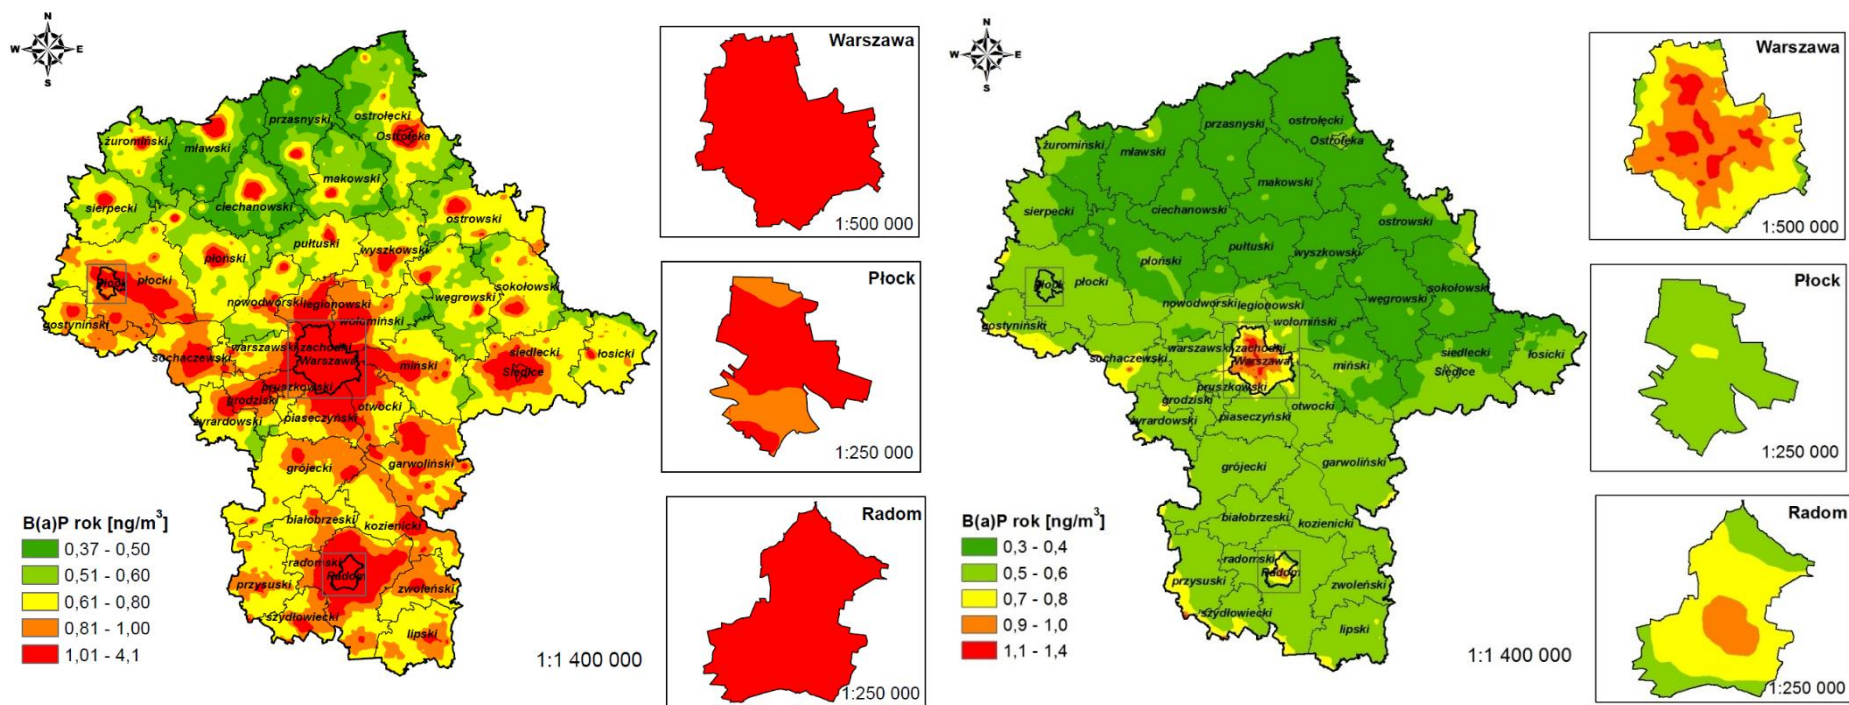 N
W E
S
żuromiński
mławski
przasnyski
ostrołęcki
Ostrołęka
makowski
sierpecki
ciechanowski
ostrowski
pułtuski
wyszkowski
płoński
Płock
płocki
sokołowski
węgrowski
nowodworski
legionowski
wołomiński
gostyniński
sochaczewski
warszawski
zachodni
Warszawa
miński
siedlecki
Siedlce
łosicki
pruszkowski
grodziski
otwocki
żyrardowski
piaseczyński
grójecki
garwoliński
białobrzeski
kozienicki
radomski
Radom
przysuski
zwoleński
szydłowiecki
lipski
B(a)P rok [ng/m³]
0,37 - 0,50
0,51 - 0,60
0,61 - 0,80
0,81 - 1,00
1,01 - 4,1
1:1 400 000
Warszawa
1:500 000
Płock
1:250 000
Radom
1:250 000
N
W E
S
żuromiński
mławski
przasnyski
ostrołęcki
Ostrołęka
makowski
sierpecki
ciechanowski
ostrowski
pułtuski
wyszkowski
płoński
Płock
płocki
sokołowski
węgrowski
nowodworski
legionowski
wołomiński
gostyniński
sochaczewski
warszawski
zachodni
Warszawa
miński
siedlecki
Siedlce
łosicki
pruszkowski
grodziski
otwocki
żyrardowski
piaseczyński
grójecki
garwoliński
białobrzeski
kozienicki
radomski
Radom
przysuski
zwoleński
szydłowiecki
lipski
B(a)P rok [ng/m³]
0,3 - 0,4
0,5 - 0,6
0,7 - 0,8
0,9 - 1,0
1,1 - 1,4
1:1 400 000
Warszawa
1:500 000
Płock
1:250 000
Radom
1:250 000